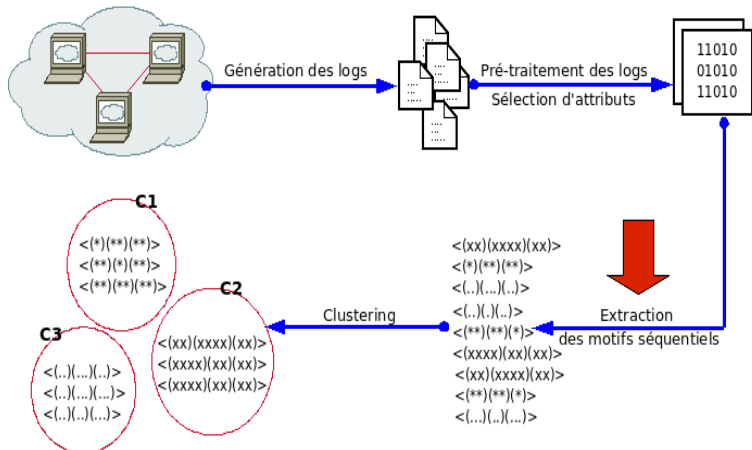 Génération des logs
Pré-traitement des logs
Sélection d'attributs
11010
01010
11010
C1
<(*)(**)(**)>
<(**)(*)(**)>
<(**)(**)(**)>
C2
<(xx)(xxxx)(xx)>
<(xxxx)(xx)(xx)>
<(xxxx)(xx)(xx)>
C3
<(..)(...)(..)>
<(..)(...)(...)>
<(..)(..)(...)>
Clustering
<(xx)(xxxx)(xx)>
<(*)(**)(**)>
<(..)(...)(..)>
<(..)(.)(..)>
<(**)(**)(*)>
<(xxxx)(xx)(xx)>
<(xx)(xxxx)(xx)>
<(**)(**)(*)>
<(...)(..)(...)>
Extraction
des motifs séquentiels